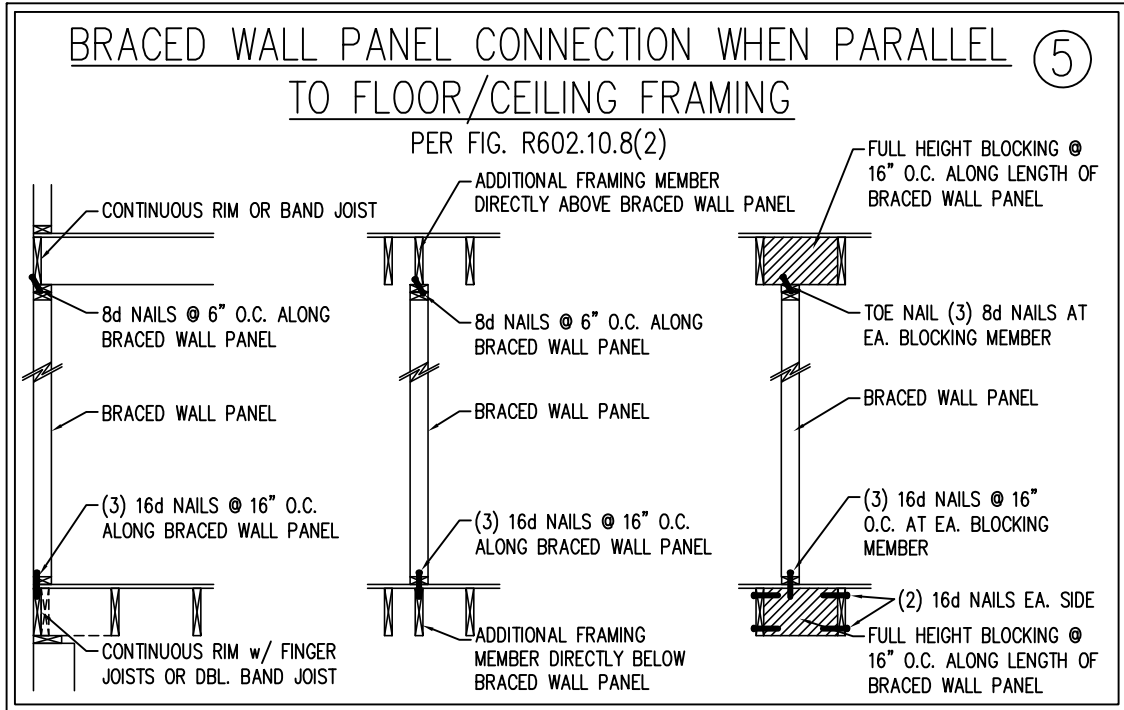 BRACED WALL PANEL CONNECTION WHEN PARALLEL
TO FLOOR/CEILING FRAMING
5
PER FIG. R602.10.8(2)
CONTINUOUS RIM OR BAND JOIST
8d NAILS @ 6" O.C. ALONG
BRACED WALL PANEL
BRACED WALL PANEL
(3) 16d NAILS @ 16" O.C.
ALONG BRACED WALL PANEL
CONTINUOUS RIM w/ FINGER
JOISTS OR DBL. BAND JOIST
ADDITIONAL FRAMING MEMBER
DIRECTLY ABOVE BRACED WALL PANEL
8d NAILS @ 6" O.C. ALONG
BRACED WALL PANEL
BRACED WALL PANEL
(3) 16d NAILS @ 16" O.C.
ALONG BRACED WALL PANEL
ADDITIONAL FRAMING
MEMBER DIRECTLY BELOW
BRACED WALL PANEL
FULL HEIGHT BLOCKING @
16" O.C. ALONG LENGTH OF
BRACED WALL PANEL
TOE NAIL (3) 8d NAILS AT
EA. BLOCKING MEMBER
BRACED WALL PANEL
(3) 16d NAILS @ 16"
O.C. AT EA. BLOCKING
MEMBER
(2) 16d NAILS EA. SIDE
FULL HEIGHT BLOCKING @
16" O.C. ALONG LENGTH OF
BRACED WALL PANEL